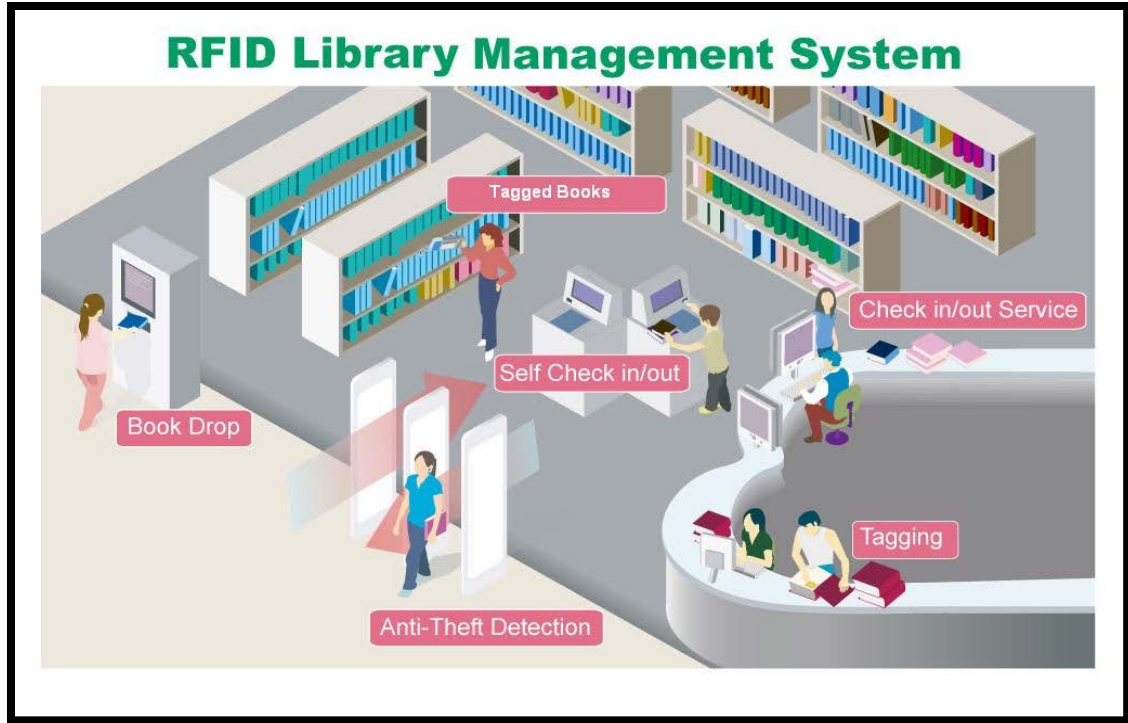 RFID Library Management System
Tagged Books
Check in/out Service
Self Check in/out
Book Drop
Tagging
Anti-Theft Detection